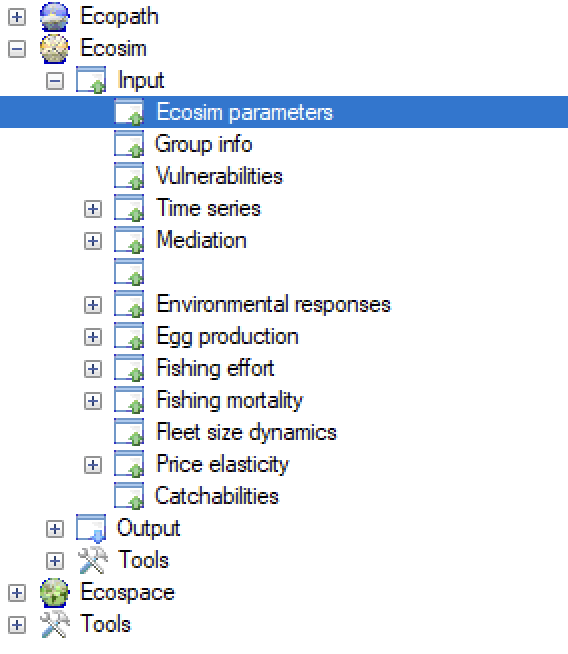 Ecopath
Ecosim
Input
Ecosim parameters
Group info
Vulnerabilities
Time series
Mediation
Environmental responses
Egg production
Fishing effort
Fishing mortality
Fleet size dynamics
Price elasticity
Catchabilities
Output
Tools
Ecospace
Tools